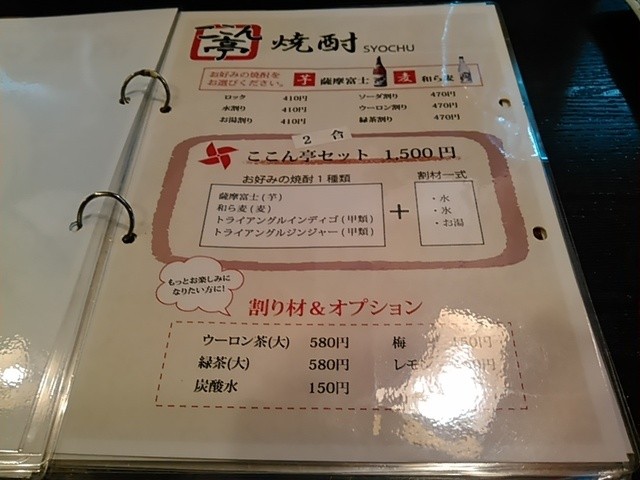 ここん亭 焼酎 SYOCHU
お好みの焼酎を
お選びください。
芋 薩摩富士 麦 和ら麦
ロック 410円 ソーダ割り 470円
水割り 410円 ウーロン割り 470円
お湯割り 410円 緑茶割り 470円
2合
ここん亭セット 1,500円
お好みの焼酎1種類
薩摩富士(芋)
和ら麦(麦)
トライアングルインディゴ(甲類)
トライアングルジンジャー(甲類)
+
割材一式
・水
・氷
・お湯
もっとお楽しみに
なりたい方に!
割り材&オプション
ウーロン茶(大) 580円 梅
緑茶(大) 580円 レモ
炭酸水 150円